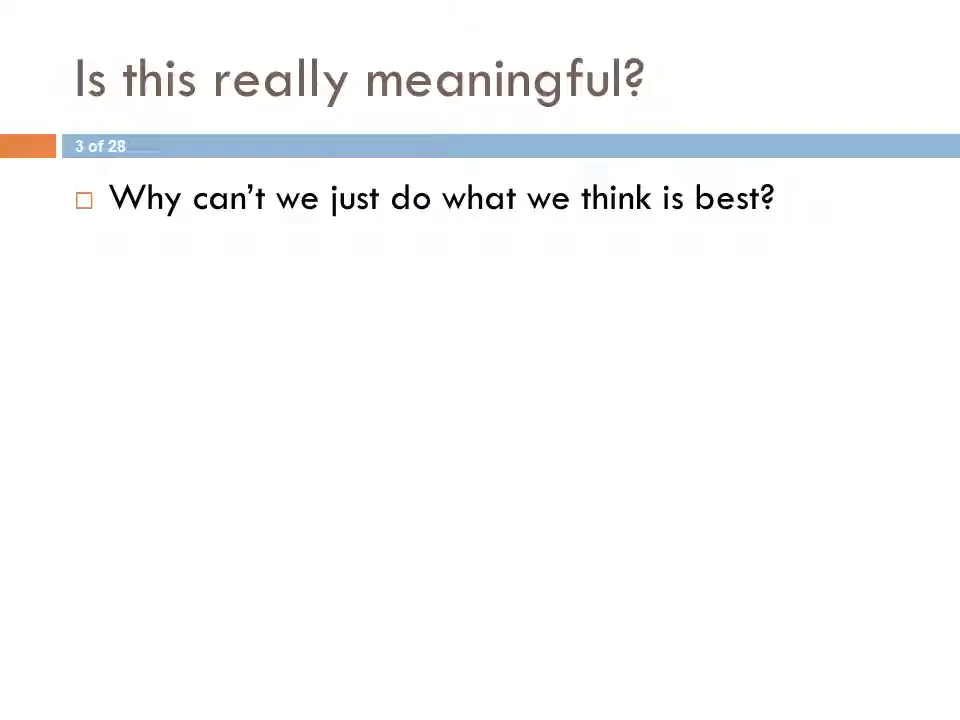 Is this really meaningful?
3 of 28
Why can’t we just do what we think is best?